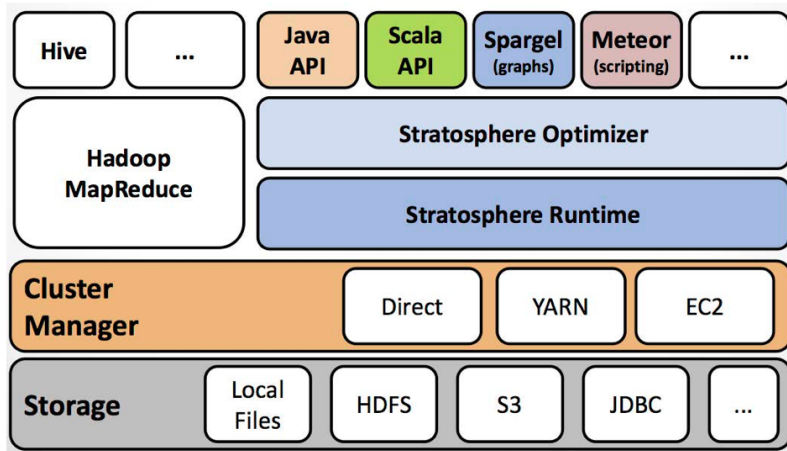 Hive
...
Java
API
Scala
API
Spargel
(graphs)
Meteor
(scripting)
...
Hadoop
MapReduce
Stratosphere Optimizer
Stratosphere Runtime
Cluster
Manager
Direct
YARN
EC2
Storage
Local
Files
HDFS
S3
JDBC
...